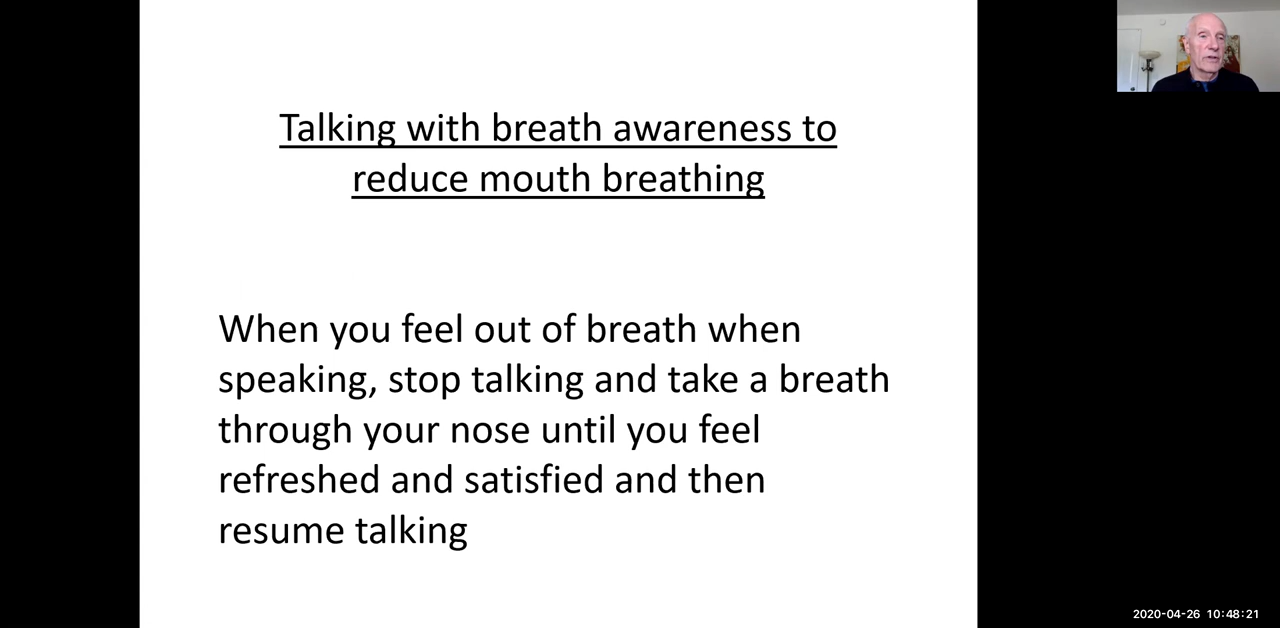 Talking with breath awareness to
reduce mouth breathing
When you feel out of breath when
speaking, stop talking and take a breath
through your nose until you feel
refreshed and satisfied and then
resume talking
2020-04-26 10:48:21